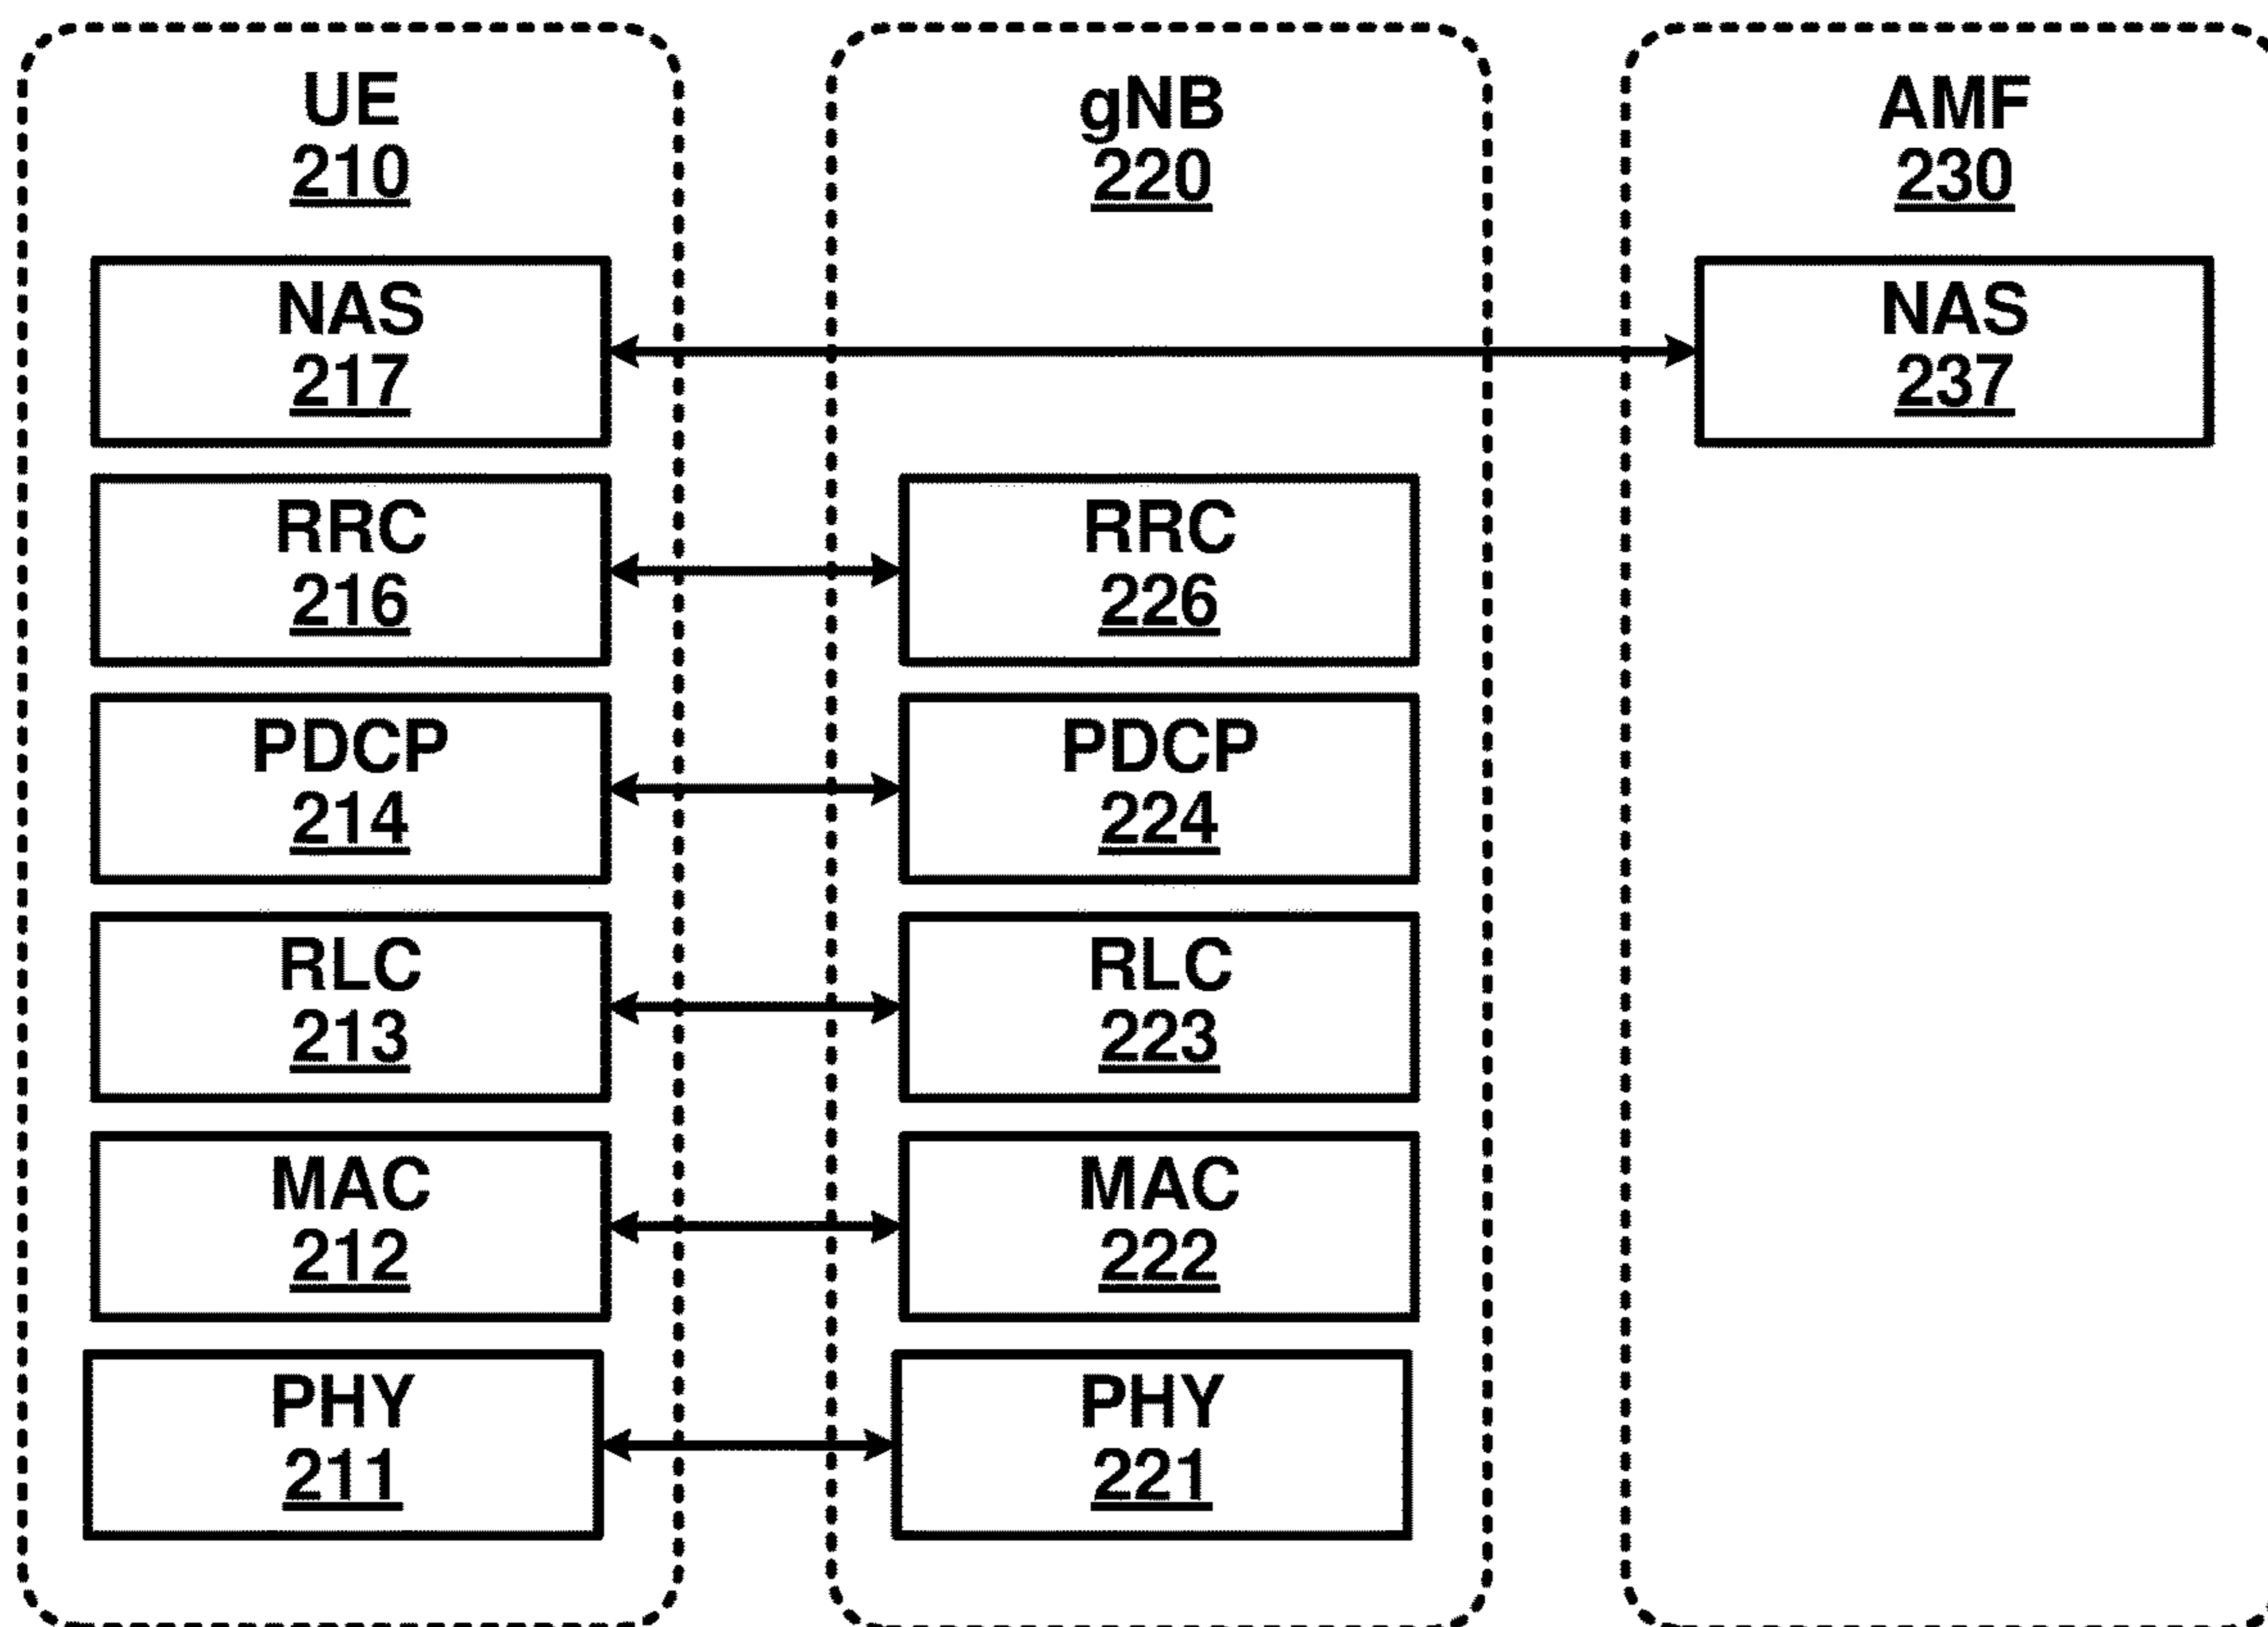 UE
210
gNB
220
AMF
230
NAS
217
NAS
237
RRC
216
RRC
226
PDCP
214
PDCP
224
RLC
213
RLC
223
MAC
212
MAC
222
PHY
211
PHY
221